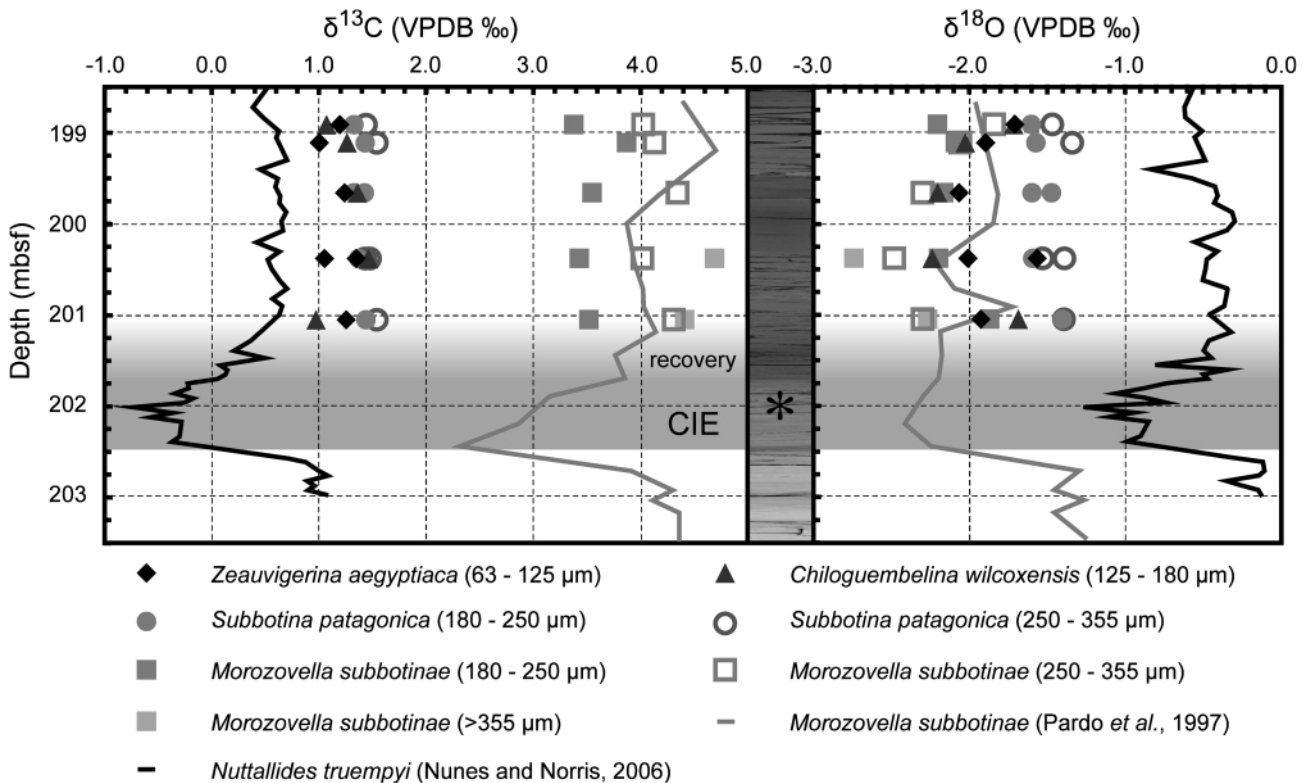 δ¹³C (VPDB ‰) δ¹⁸O (VPDB ‰)
-1.0 0.0 1.0 2.0 3.0 4.0 5.0 -3.0 -2.0 -1.0 0.0
Depth (mbsf)
199
200
201
recovery
202
*
CIE
203
Zeauvigerina aegyptiaca (63 - 125 µm)
Chiloguembelina wilcoxensis (125 - 180 µm)
Subbotina patagonica (180 - 250 µm)
Subbotina patagonica (250 - 355 µm)
Morozovella subbotinae (180 - 250 µm)
Morozovella subbotinae (250 - 355 µm)
Morozovella subbotinae (>355 µm)
Morozovella subbotinae (Pardo et al., 1997)
Nuttallides truempyi (Nunes and Norris, 2006)